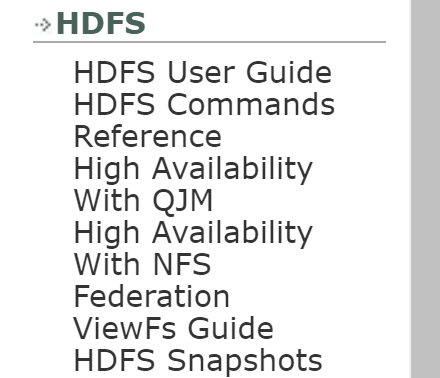 HDFS
HDFS User Guide
HDFS Commands
Reference
High Availability
With QJM
High Availability
With NFS
Federation
ViewFs Guide
HDFS Snapshots